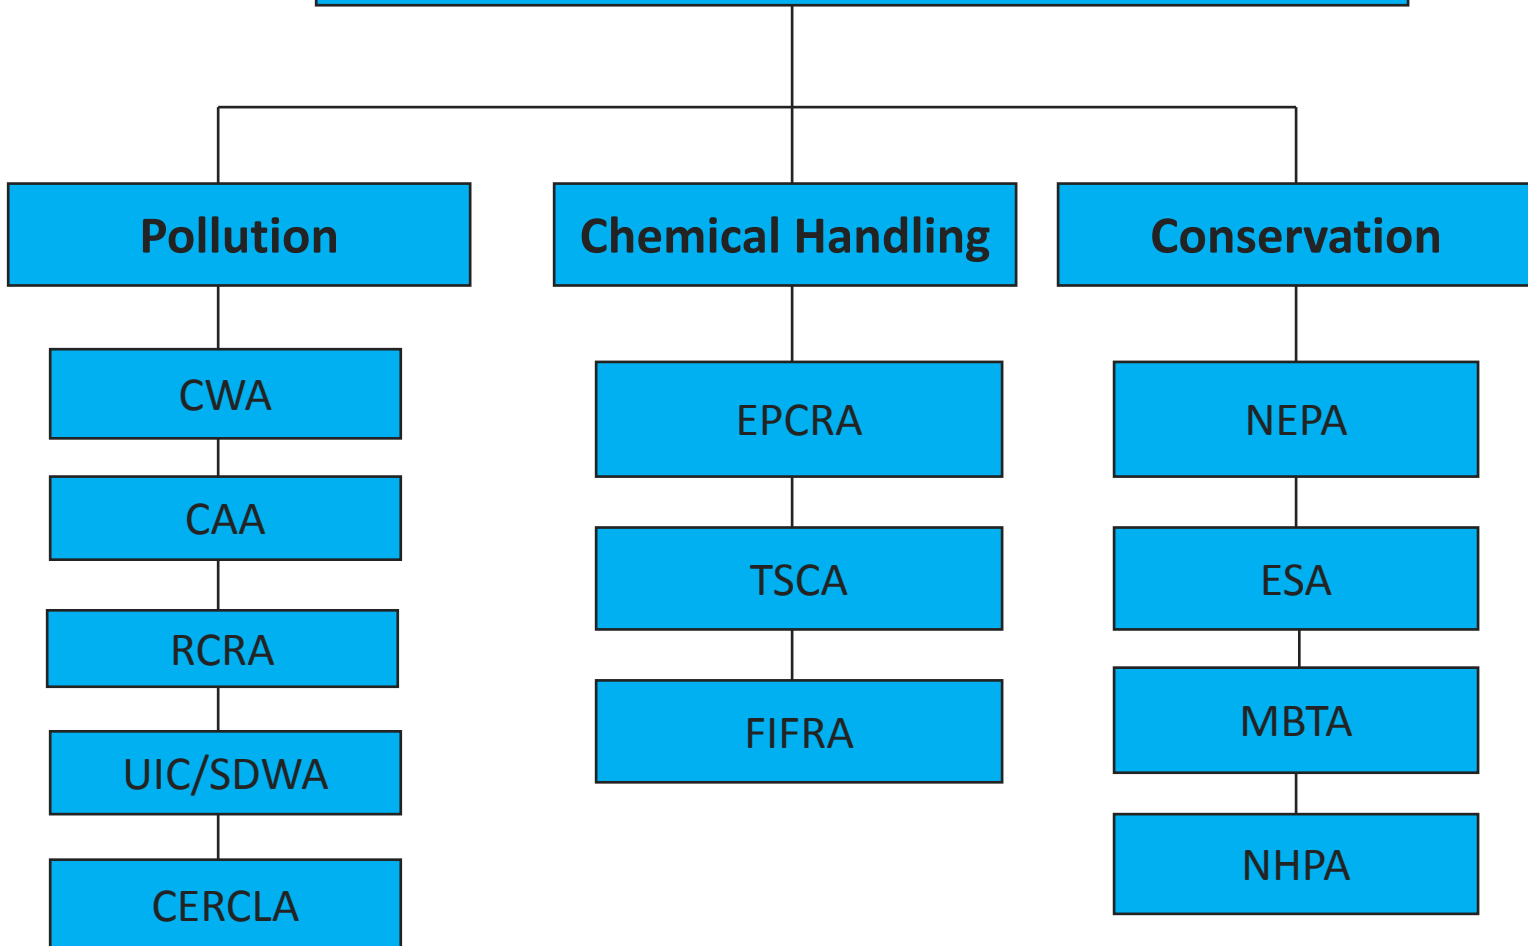 Pollution
CWA
CAA
RCRA
UIC/SDWA
CERCLA
Chemical Handling
EPCRA
TSCA
FIFRA
Conservation
NEPA
ESA
MBTA
NHPA